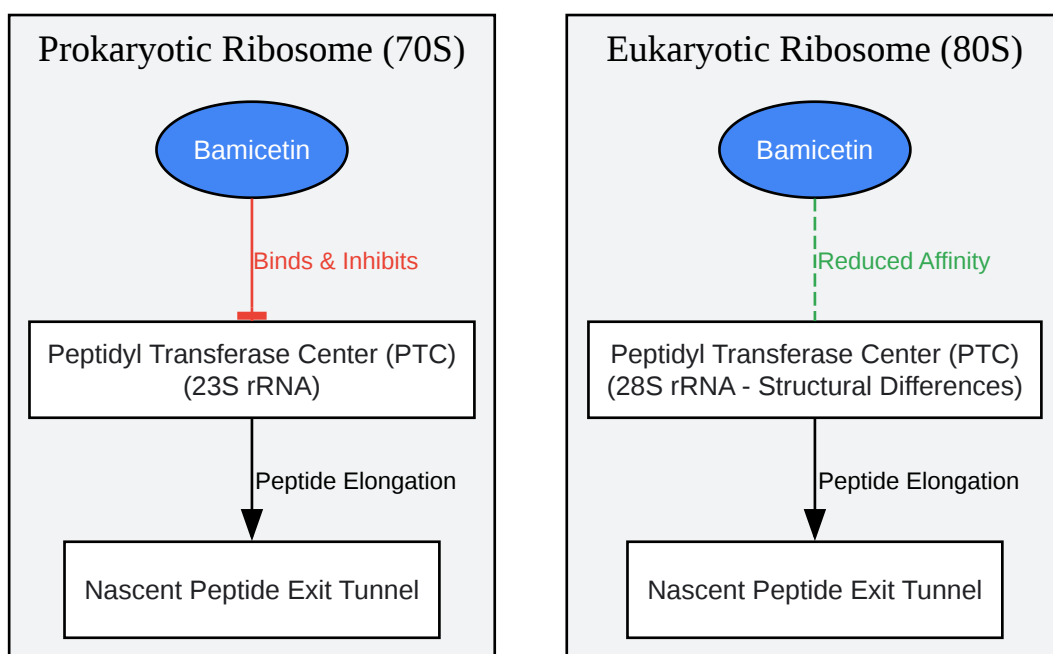 Prokaryotic Ribosome (70S)
Bamicetin
Binds & Inhibits
Peptidyl Transferase Center (PTC)
(23S rRNA)
Peptide Elongation
Nascent Peptide Exit Tunnel
Eukaryotic Ribosome (80S)
Bamicetin
Reduced Affinity
Peptidyl Transferase Center (PTC)
(28S rRNA - Structural Differences)
Peptide Elongation
Nascent Peptide Exit Tunnel